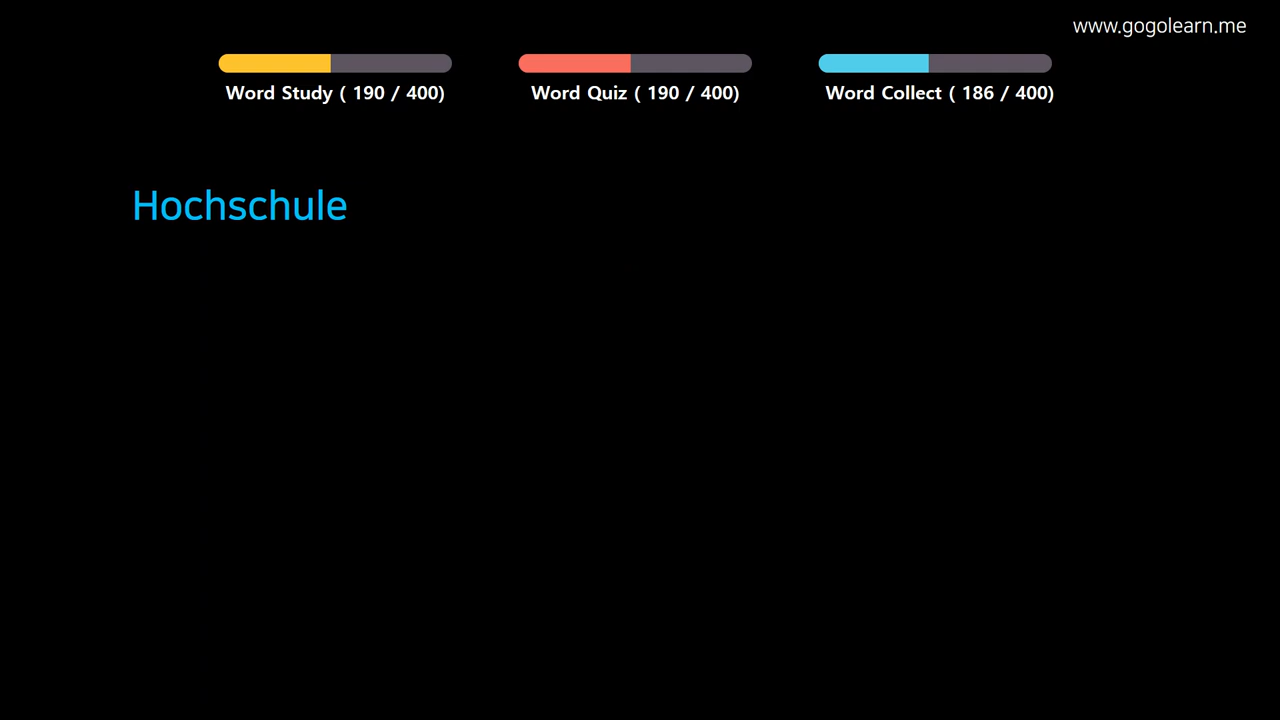 www.gogolearn.me
Word Study ( 190 / 400)
Word Quiz ( 190 / 400)
Word Collect ( 186 / 400)
Hochschule